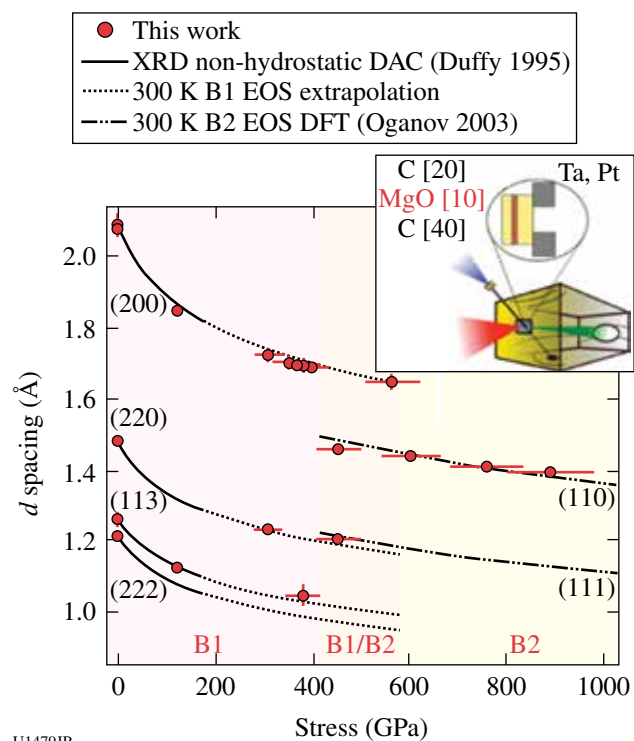 This work
XRD non-hydrostatic DAC (Duffy 1995)
300 K B1 EOS extrapolation
300 K B2 EOS DFT (Oganov 2003)
C [20]
Ta, Pt
MgO [10]
C [40]
2.0
1.8
1.6
1.4
1.2
1.0
d spacing (Å)
(200)
(220)
(113)
(222)
(110)
(111)
B1
B1/B2
B2
0
200
400
600
800
1000
Stress (GPa)
U1479JR